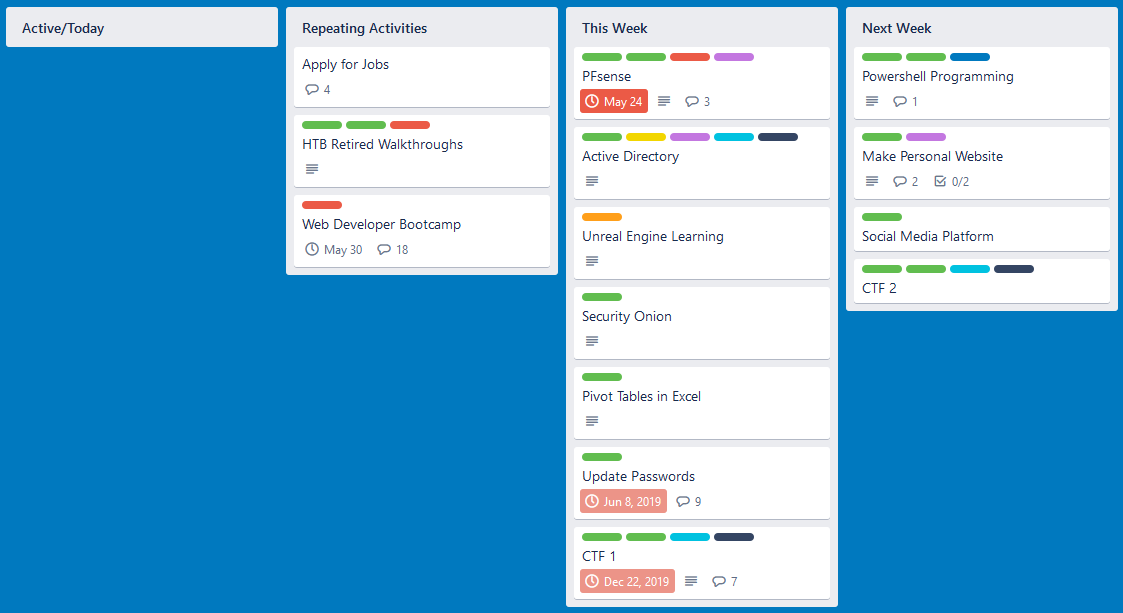 Active/Today
Repeating Activities
Apply for Jobs
4
HTB Retired Walkthroughs
Web Developer Bootcamp
May 30 18
This Week
PFsense
May 24 3
Active Directory
Unreal Engine Learning
Security Onion
Pivot Tables in Excel
Update Passwords
Jun 8, 2019 9
CTF 1
Dec 22, 2019 7
Next Week
Powershell Programming
1
Make Personal Website
2 0/2
Social Media Platform
CTF 2